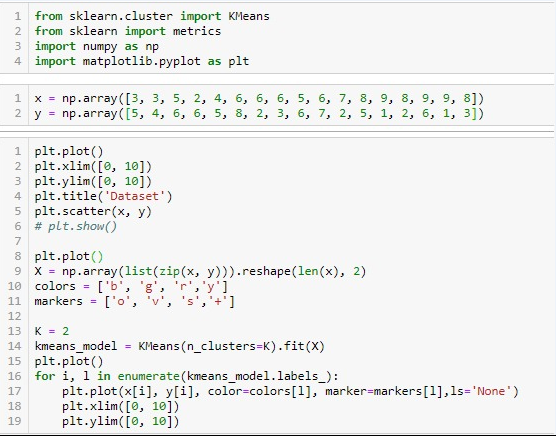 1 from sklearn.cluster import KMeans
2 from sklearn import metrics
3 import numpy as np
4 import matplotlib.pyplot as plt
1 x = np.array([3, 3, 5, 2, 4, 6, 6, 6, 5, 6, 7, 8, 9, 8, 9, 9, 8])
2 y = np.array([5, 4, 6, 6, 5, 8, 2, 3, 6, 7, 2, 5, 1, 2, 6, 1, 3])
1 plt.plot()
2 plt.xlim([0, 10])
3 plt.ylim([0, 10])
4 plt.title('Dataset')
5 plt.scatter(x, y)
6 # plt.show()
7
8 plt.plot()
9 X = np.array(list(zip(x, y))).reshape(len(x), 2)
10 colors = ['b', 'g', 'r','y']
11 markers = ['o', 'v', 's','+']
12
13 K = 2
14 kmeans_model = KMeans(n_clusters=K).fit(X)
15 plt.plot()
16 for i, l in enumerate(kmeans_model.labels_):
17     plt.plot(x[i], y[i], color=colors[l], marker=markers[l],ls='None')
18     plt.xlim([0, 10])
19     plt.ylim([0, 10])